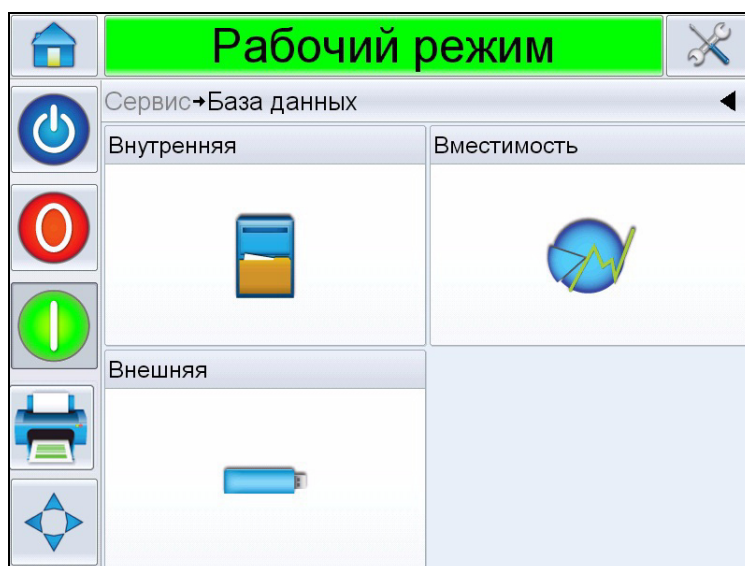 Рабочий режим
Сервис→База данных
Внутренняя
Вместимость
Внешняя